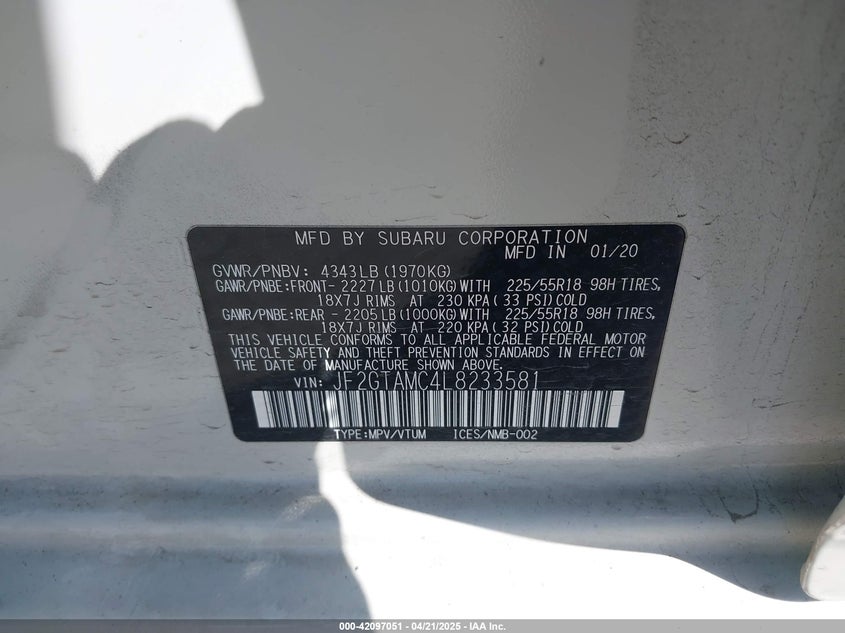 MFD BY SUBARU CORPORATION
MFD IN 01/20
GVWR/PNBV: 4343LB (1970KG)
GAWR/PNBE:FRONT- 2227LB (1010KG) WITH 225/55R18 98H TIRES,
18X7J RIMS AT 230 KPA ( 33 PSI) COLD
GAWR/PNBE:REAR - 2205LB (1000KG) WITH 225/55R18 98H TIRES,
18X7J RIMS AT 220 KPA ( 32 PSI) COLD
THIS VEHICLE CONFORMS TO ALL APPLICABLE FEDERAL MOTOR
VEHICLE SAFETY AND THEFT PREVENTION STANDARDS IN EFFECT ON
THE DATE OF MANUFACTURE SHOWN ABOVE.
VIN: JF2GTAMC4L8233581
TYPE:MPV/VTUM ICES/NMB-002
000-42097051 - 04/21/2025 - IAA Inc.